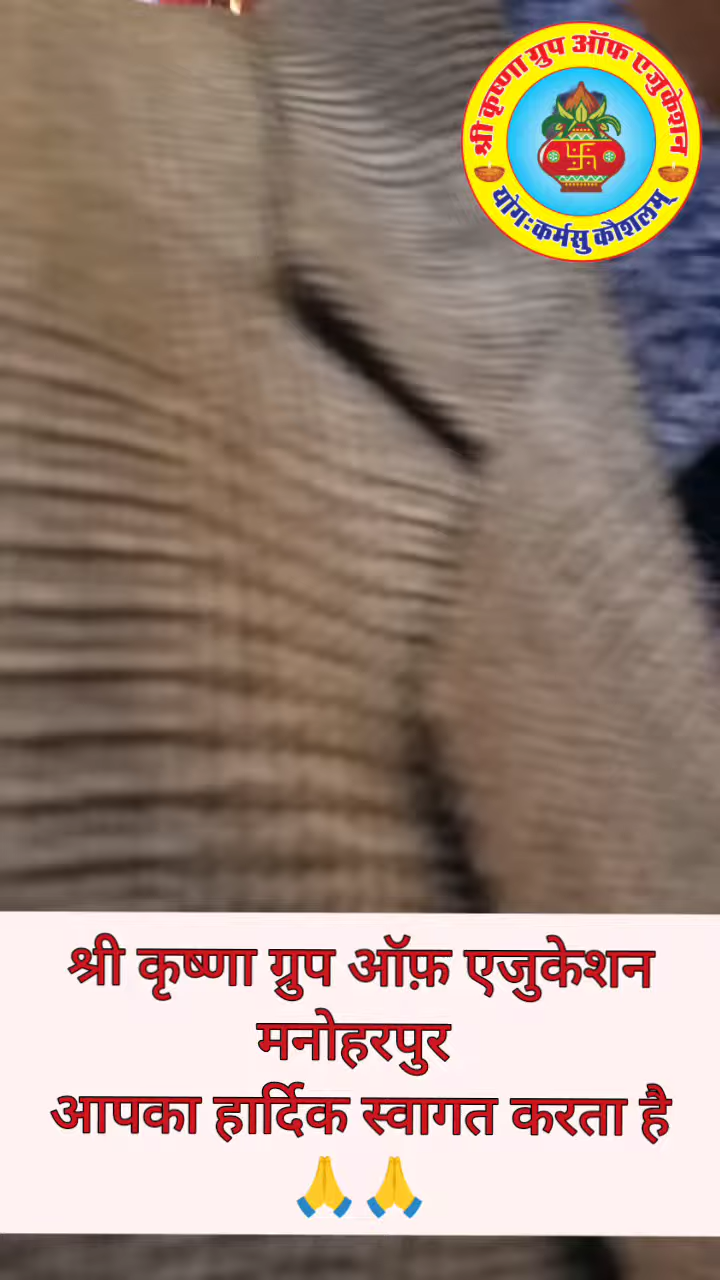 श्री कृष्णा ग्रुप ऑफ एजुकेशन
योगःकर्मसु कौशलम्
श्री कृष्णा ग्रुप ऑफ़ एजुकेशन
मनोहरपुर
आपका हार्दिक स्वागत करता है
🙏 🙏